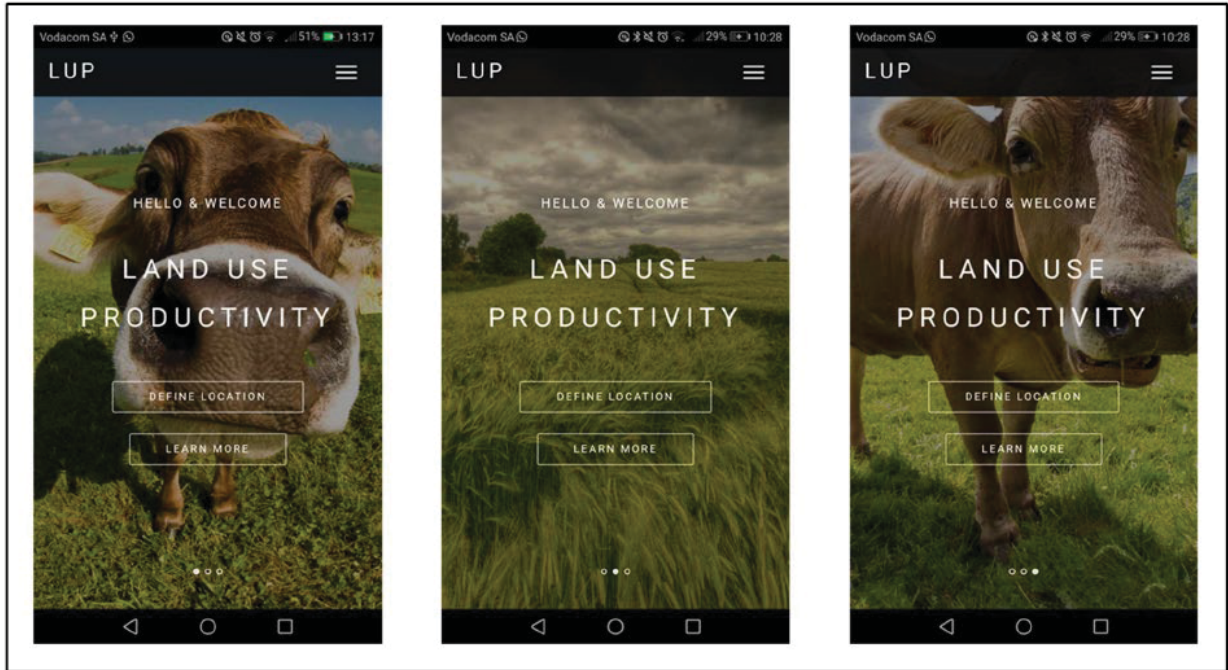 Vodacom SA 51% 13:17
LUP
HELLO & WELCOME
LAND USE
PRODUCTIVITY
DEFINE LOCATION
LEARN MORE
Vodacom SA 29% 10:28
LUP
HELLO & WELCOME
LAND USE
PRODUCTIVITY
DEFINE LOCATION
LEARN MORE
Vodacom SA 29% 10:28
LUP
HELLO & WELCOME
LAND USE
PRODUCTIVITY
DEFINE LOCATION
LEARN MORE